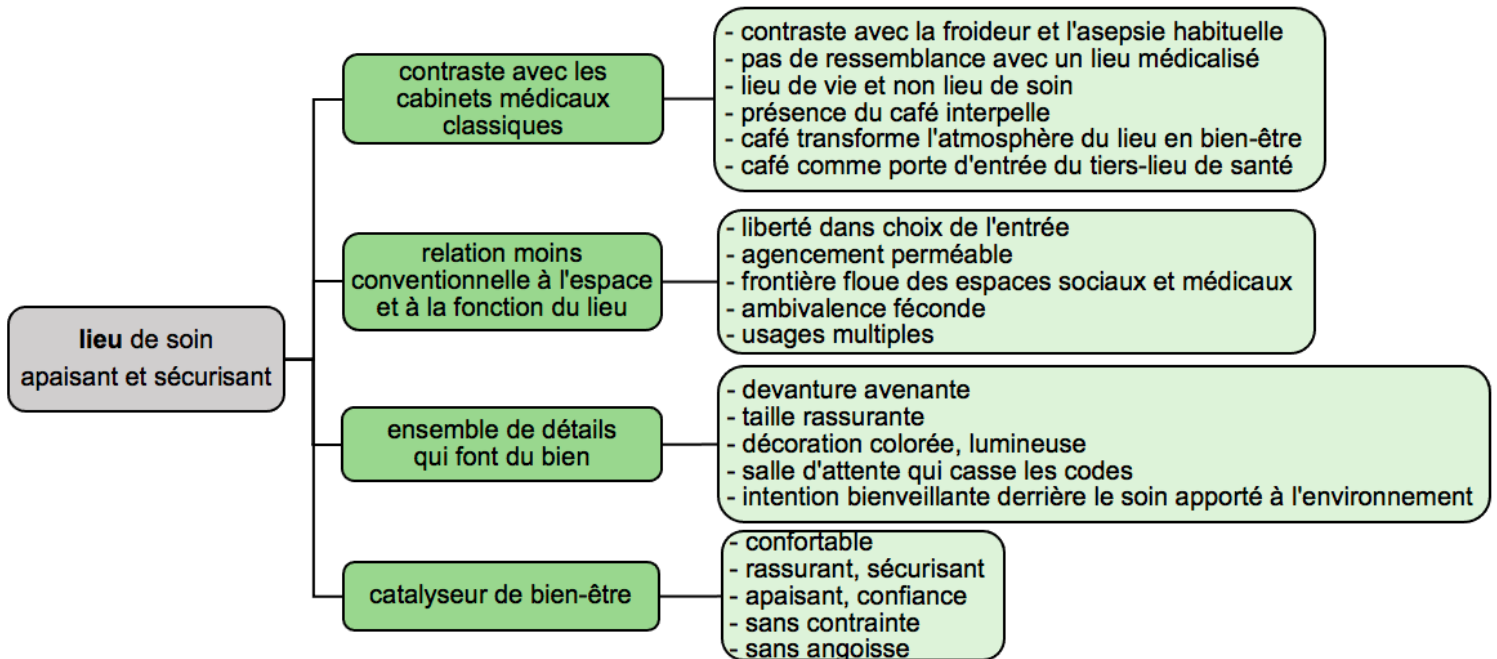 lieu de soin
apaisant et sécurisant
contraste avec les
cabinets médicaux
classiques
- contraste avec la froideur et l'asepsie habituelle
- pas de ressemblance avec un lieu médicalisé
- lieu de vie et non lieu de soin
- présence du café interpelle
- café transforme l'atmosphère du lieu en bien-être
- café comme porte d'entrée du tiers-lieu de santé
relation moins
conventionnelle à l'espace
et à la fonction du lieu
- liberté dans choix de l'entrée
- agencement perméable
- frontière floue des espaces sociaux et médicaux
- ambivalence féconde
- usages multiples
ensemble de détails
qui font du bien
- devanture avenante
- taille rassurante
- décoration colorée, lumineuse
- salle d'attente qui casse les codes
- intention bienveillante derrière le soin apporté à l'environnement
catalyseur de bien-être
- confortable
- rassurant, sécurisant
- apaisant, confiance
- sans contrainte
- sans angoisse